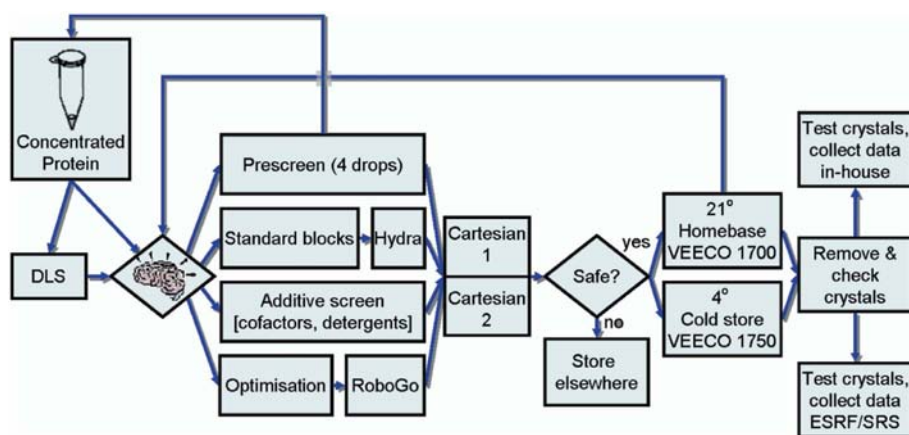 Concentrated
Protein
DLS
Prescreen (4 drops)
Standard blocks
Hydra
Additive screen
[cofactors, detergents]
Optimisation
RoboGo
Cartesian
1
Cartesian
2
Safe?
yes
no
Store
elsewhere
21°
Homebase
VEECO 1700
4°
Cold store
VEECO 1750
Remove &
check
crystals
Test crystals,
collect data
in-house
Test crystals,
collect data
ESRF/SRS